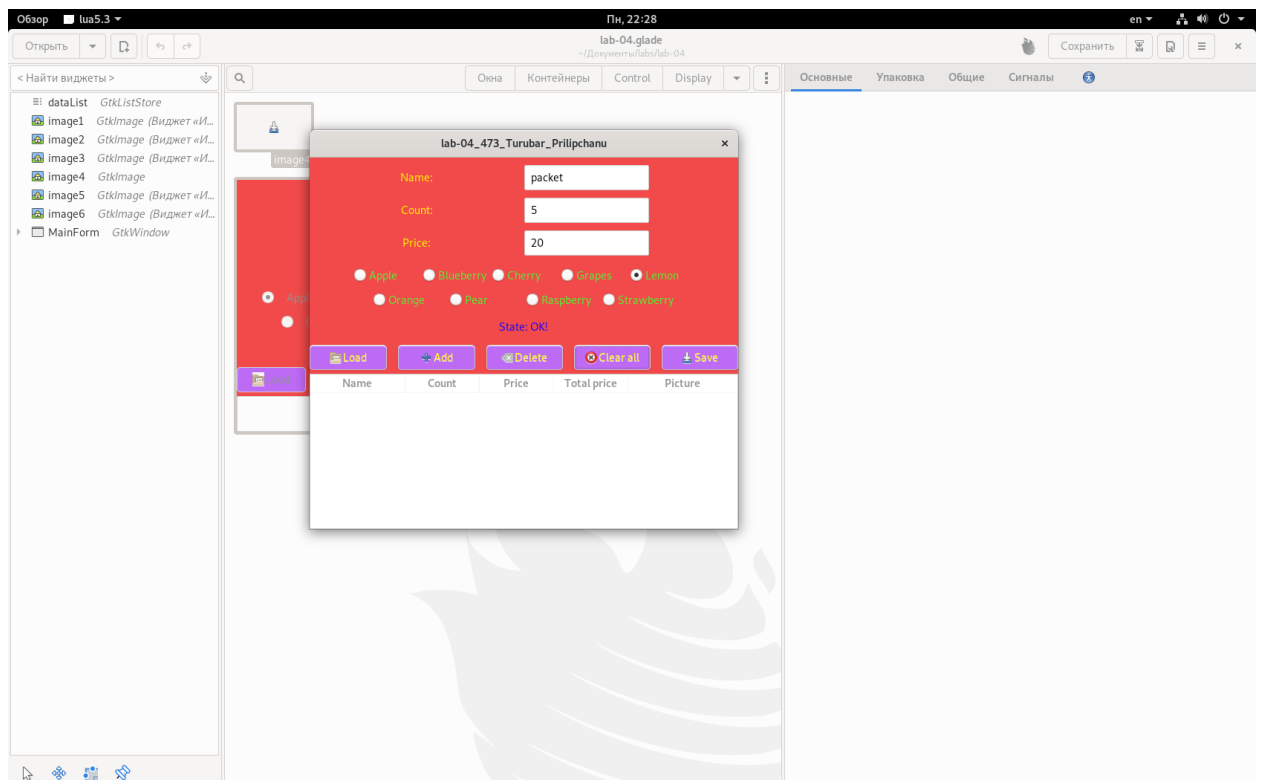 Обзор lua5.3 Пн, 22:28 en
Открыть lab-04.glade Сохранить
~/Документы/labs/lab-04
< Найти виджеты > Окна Контейнеры Control Display Основные Упаковка Общие Сигналы
dataList GtkListStore
image1 GtkImage (Виджет «И...
image2 GtkImage (Виджет «И...
image3 GtkImage (Виджет «И...
image4 GtkImage
image5 GtkImage (Виджет «И...
image6 GtkImage (Виджет «И...
MainForm GtkWindow
image4
lab-04_473_Turubar_Prilipchanu
Name: packet
Count: 5
Price: 20
Apple Blueberry Cherry Grapes Lemon
Orange Pear Raspberry Strawberry
State: OK!
Load Add Delete Clear all Save
Name Count Price Total price Picture